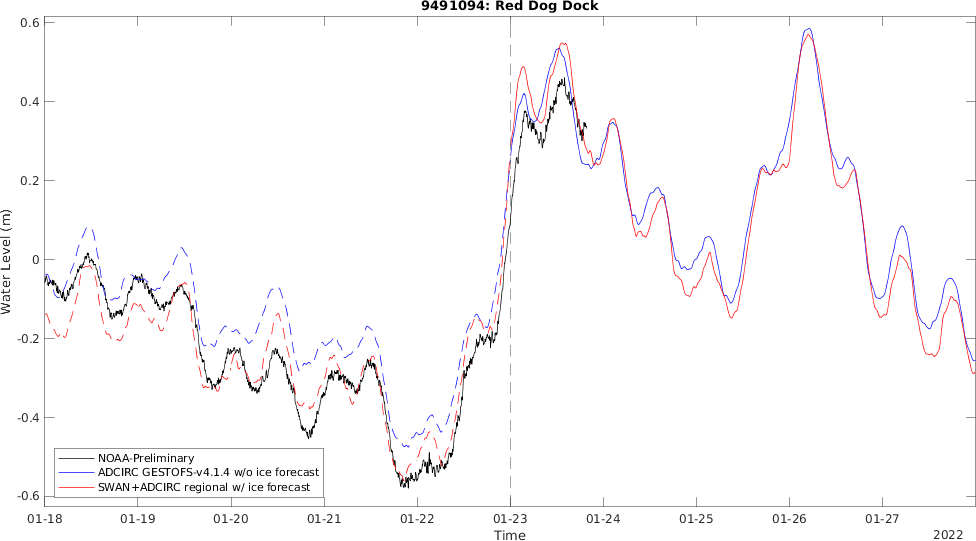 9491094: Red Dog Dock
0.6
0.4
0.2
0
-0.2
-0.4
-0.6
Water Level (m)
NOAA-Preliminary
ADCIRC GESTOFS-v4.1.4 w/o ice forecast
SWAN+ADCIRC regional w/ ice forecast
01-18 01-19 01-20 01-21 01-22 01-23 01-24 01-25 01-26 01-27
Time
2022